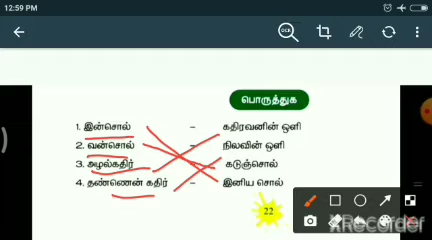 12:59 PM
OCR
பொருத்துக
1. இன்சொல் – கதிரவனின் ஒளி
2. வன்சொல் – நிலவின் ஒளி
3. அழல்கதிர் – கடுஞ்சொல்
4. தண்ணென் கதிர் – இனிய சொல்
22
XRecorder